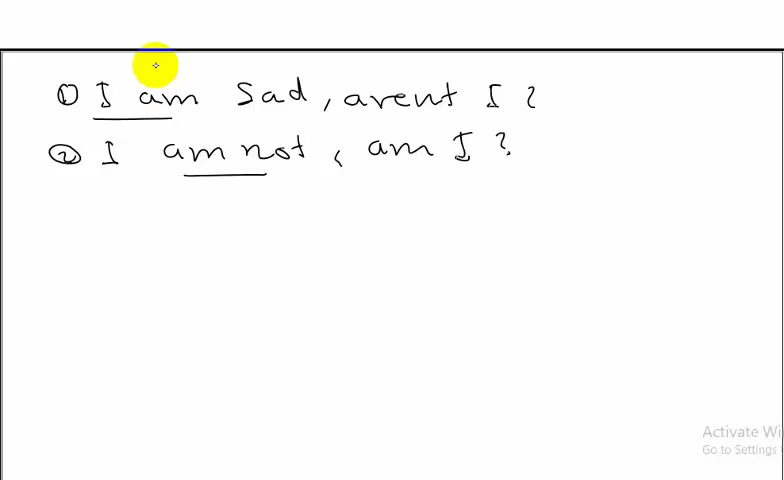 ① I am sad, arent I?
② I am not, am I?
Activate Wi
Go to Settings